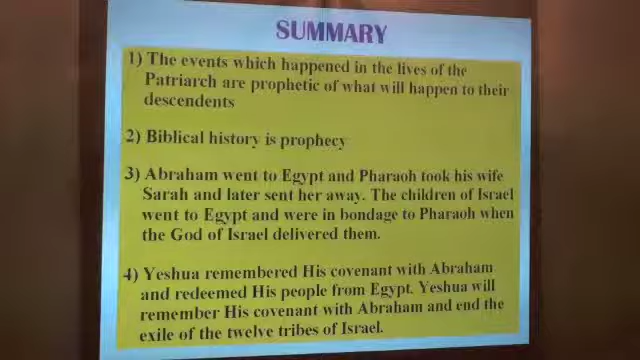 SUMMARY
1) The events which happened in the lives of the
Patriarch are prophetic of what will happen to their
descendents
2) Biblical history is prophecy
3) Abraham went to Egypt and Pharaoh took his wife
Sarah and later sent her away. The children of Israel
went to Egypt and were in bondage to Pharaoh when
the God of Israel delivered them.
4) Yeshua remembered His covenant with Abraham
and redeemed His people from Egypt. Yeshua will
remember His covenant with Abraham and end the
exile of the twelve tribes of Israel.